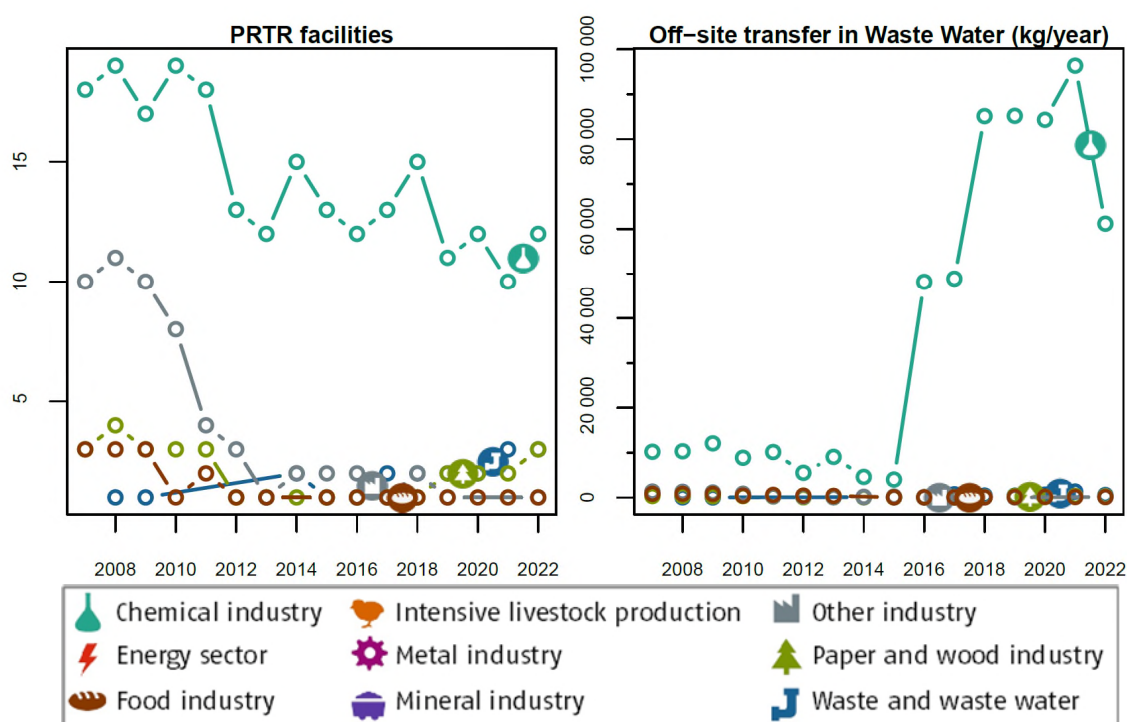 PRTR facilities
15
10
5
2008 2010 2012 2014 2016 2018 2020 2022
Off−site transfer in Waste Water (kg/year)
100 000
80 000
60 000
40 000
20 000
0
2008 2010 2012 2014 2016 2018 2020 2022
Chemical industry Intensive livestock production Other industry
Energy sector Metal industry Paper and wood industry
Food industry Mineral industry Waste and waste water